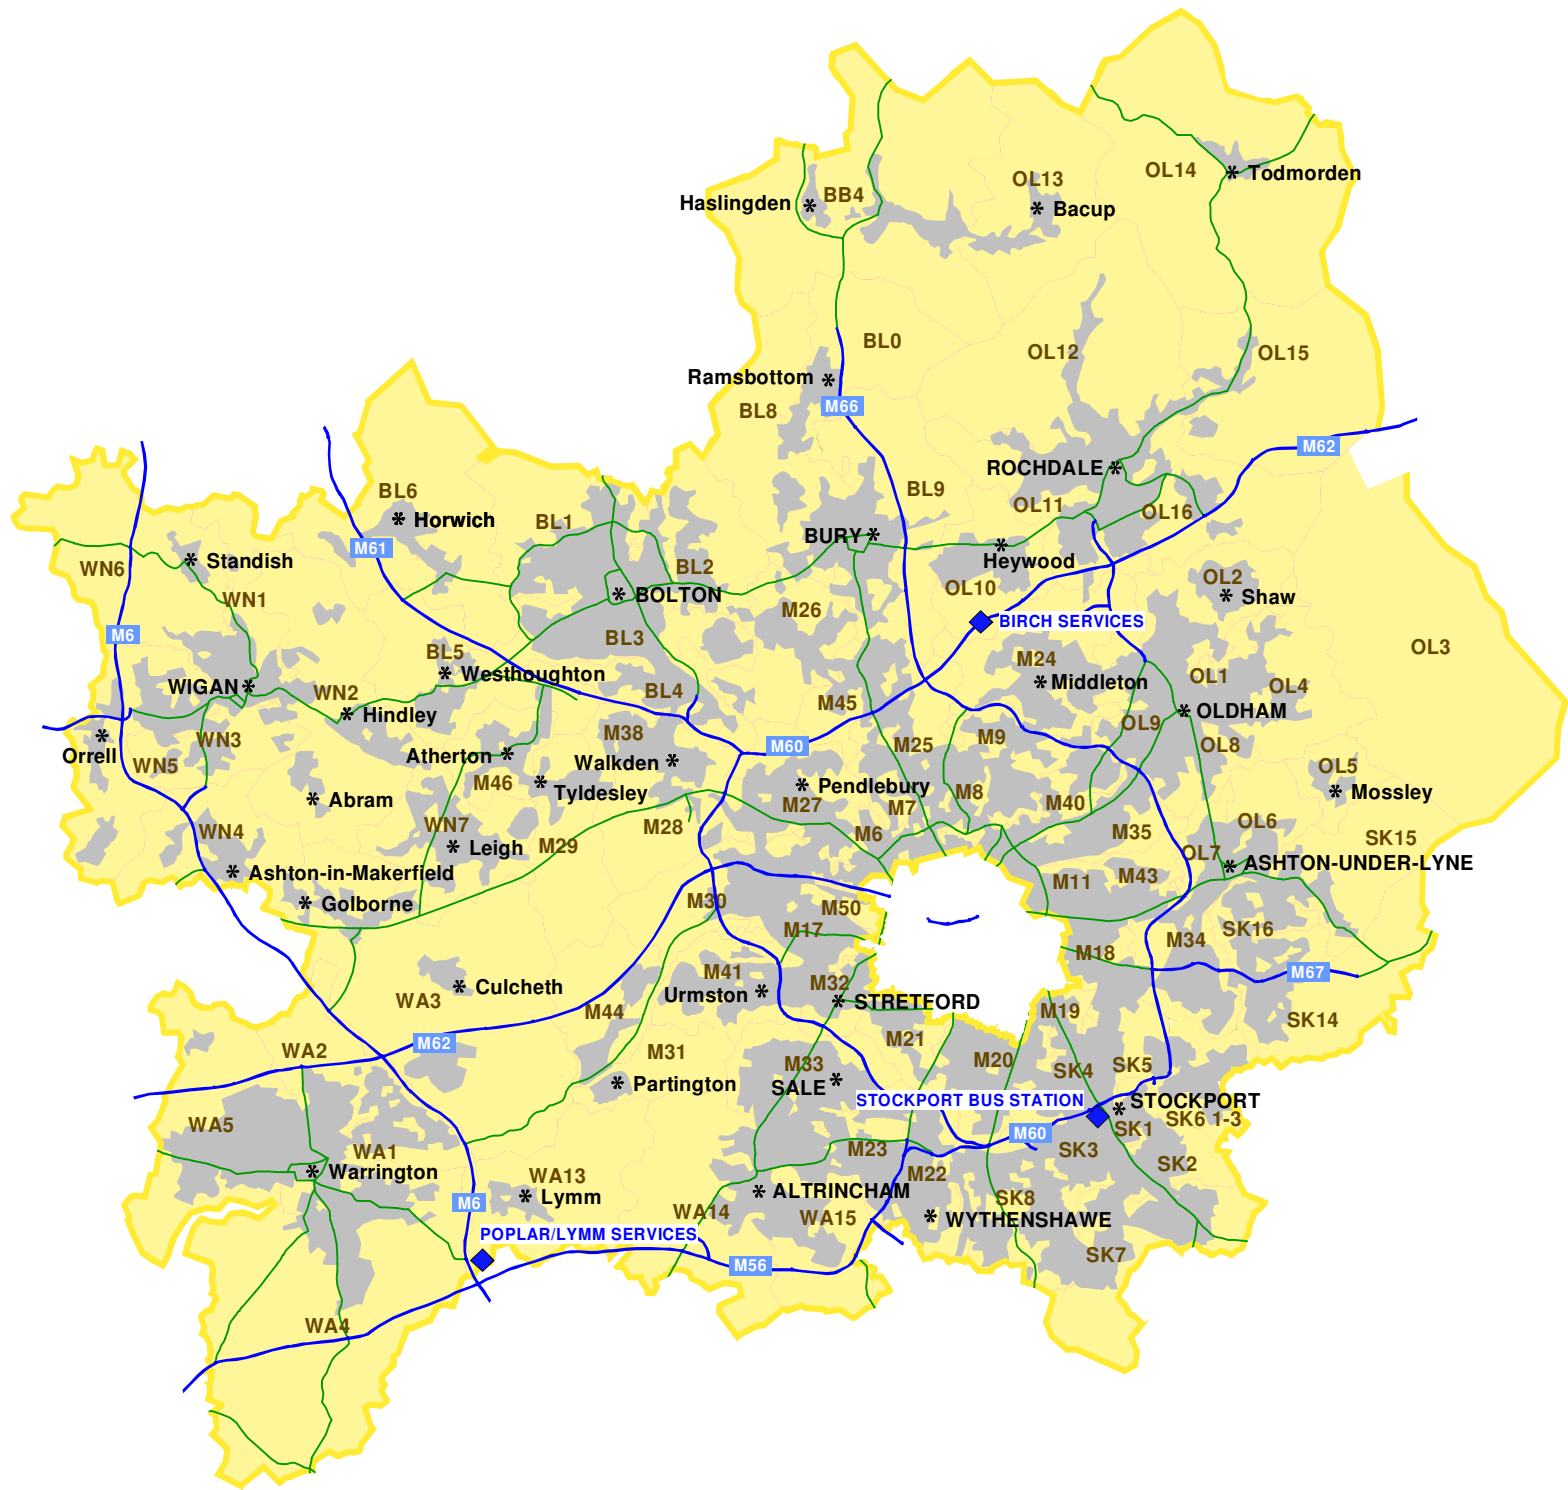 OL14
Todmorden
OL13
Haslingden
BB4
Bacup
BL0
OL12
OL15
Ramsbottom
BL8
M66
M62
ROCHDALE
BL6
BL9
OL11
OL16
Horwich
BL1
BURY
M61
Heywood
Standish
WN6
BL2
OL2
OL10
Shaw
WN1
BOLTON
M26
BIRCH SERVICES
M6
BL3
OL3
BL5
M24
Westhoughton
OL1
WIGAN
Middleton
OL4
WN2
BL4
M45
Hindley
OLDHAM
OL9
M38
M9
WN3
M60
M25
OL8
Orrell
Atherton
Walkden
WN5
OL5
M46
Pendlebury
Tyldesley
Mossley
M8
Abram
M27
M7
M40
WN4
WN7
M28
M6
M35
OL6
SK15
M29
Leigh
OL7
ASHTON-UNDER-LYNE
Ashton-in-Makerfield
M11
M43
Golborne
M30
M50
M17
SK16
M34
M18
M41
M67
Culcheth
M32
Urmston
WA3
STRETFORD
M44
M19
SK14
M62
M21
WA2
M31
M20
M33
SK4
SK5
Partington
SALE
STOCKPORT BUS STATION
STOCKPORT
SK6 1-3
WA5
M60
SK1
WA1
M23
SK3
Warrington
SK2
WA13
M22
Lymm
ALTRINCHAM
M6
SK8
WA14
WA15
WYTHENSHAWE
POPLAR/LYMM SERVICES
SK7
M56
WA4